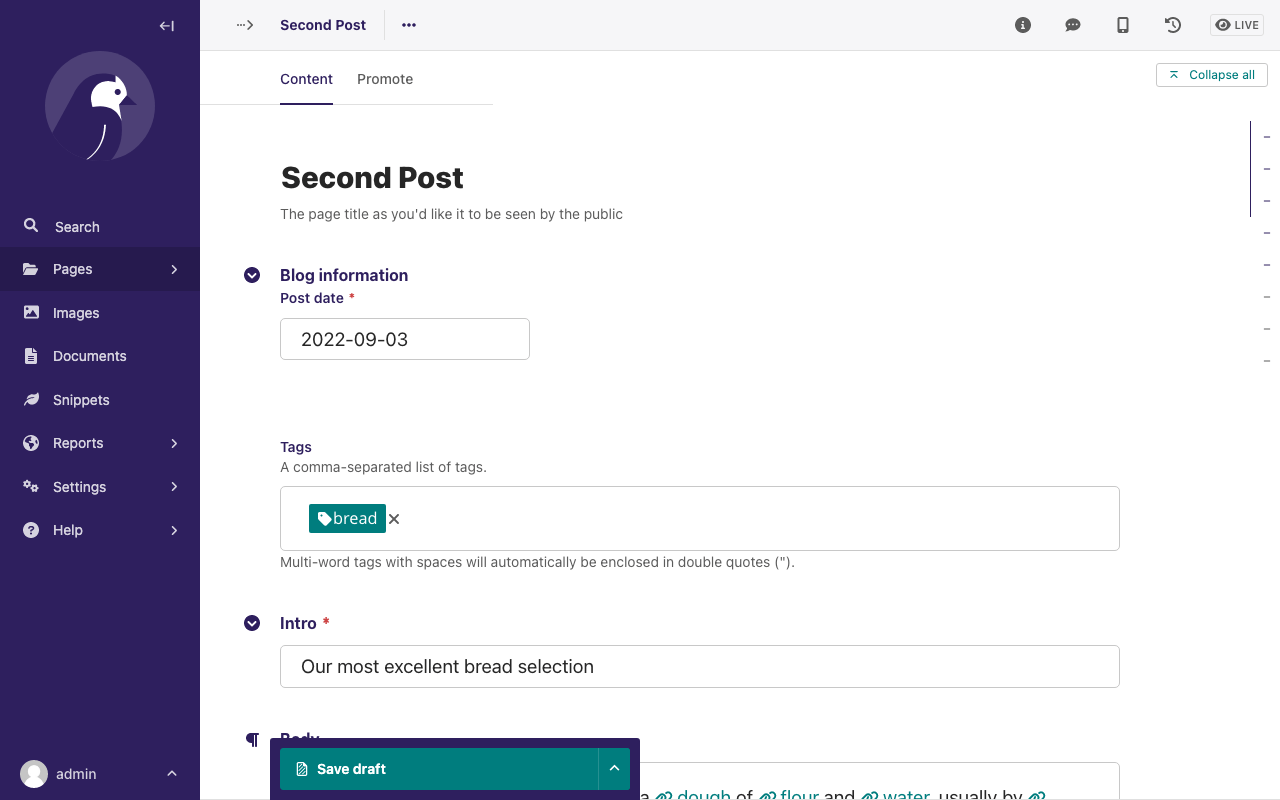 Second Post
LIVE
Content
Promote
Collapse all
Search
Pages
Images
Documents
Snippets
Reports
Settings
Help
admin
Second Post
The page title as you'd like it to be seen by the public
Blog information
Post date *
2022-09-03
Tags
A comma-separated list of tags.
bread
Multi-word tags with spaces will automatically be enclosed in double quotes (").
Intro *
Our most excellent bread selection
Body
a dough of flour and water, usually by
Save draft